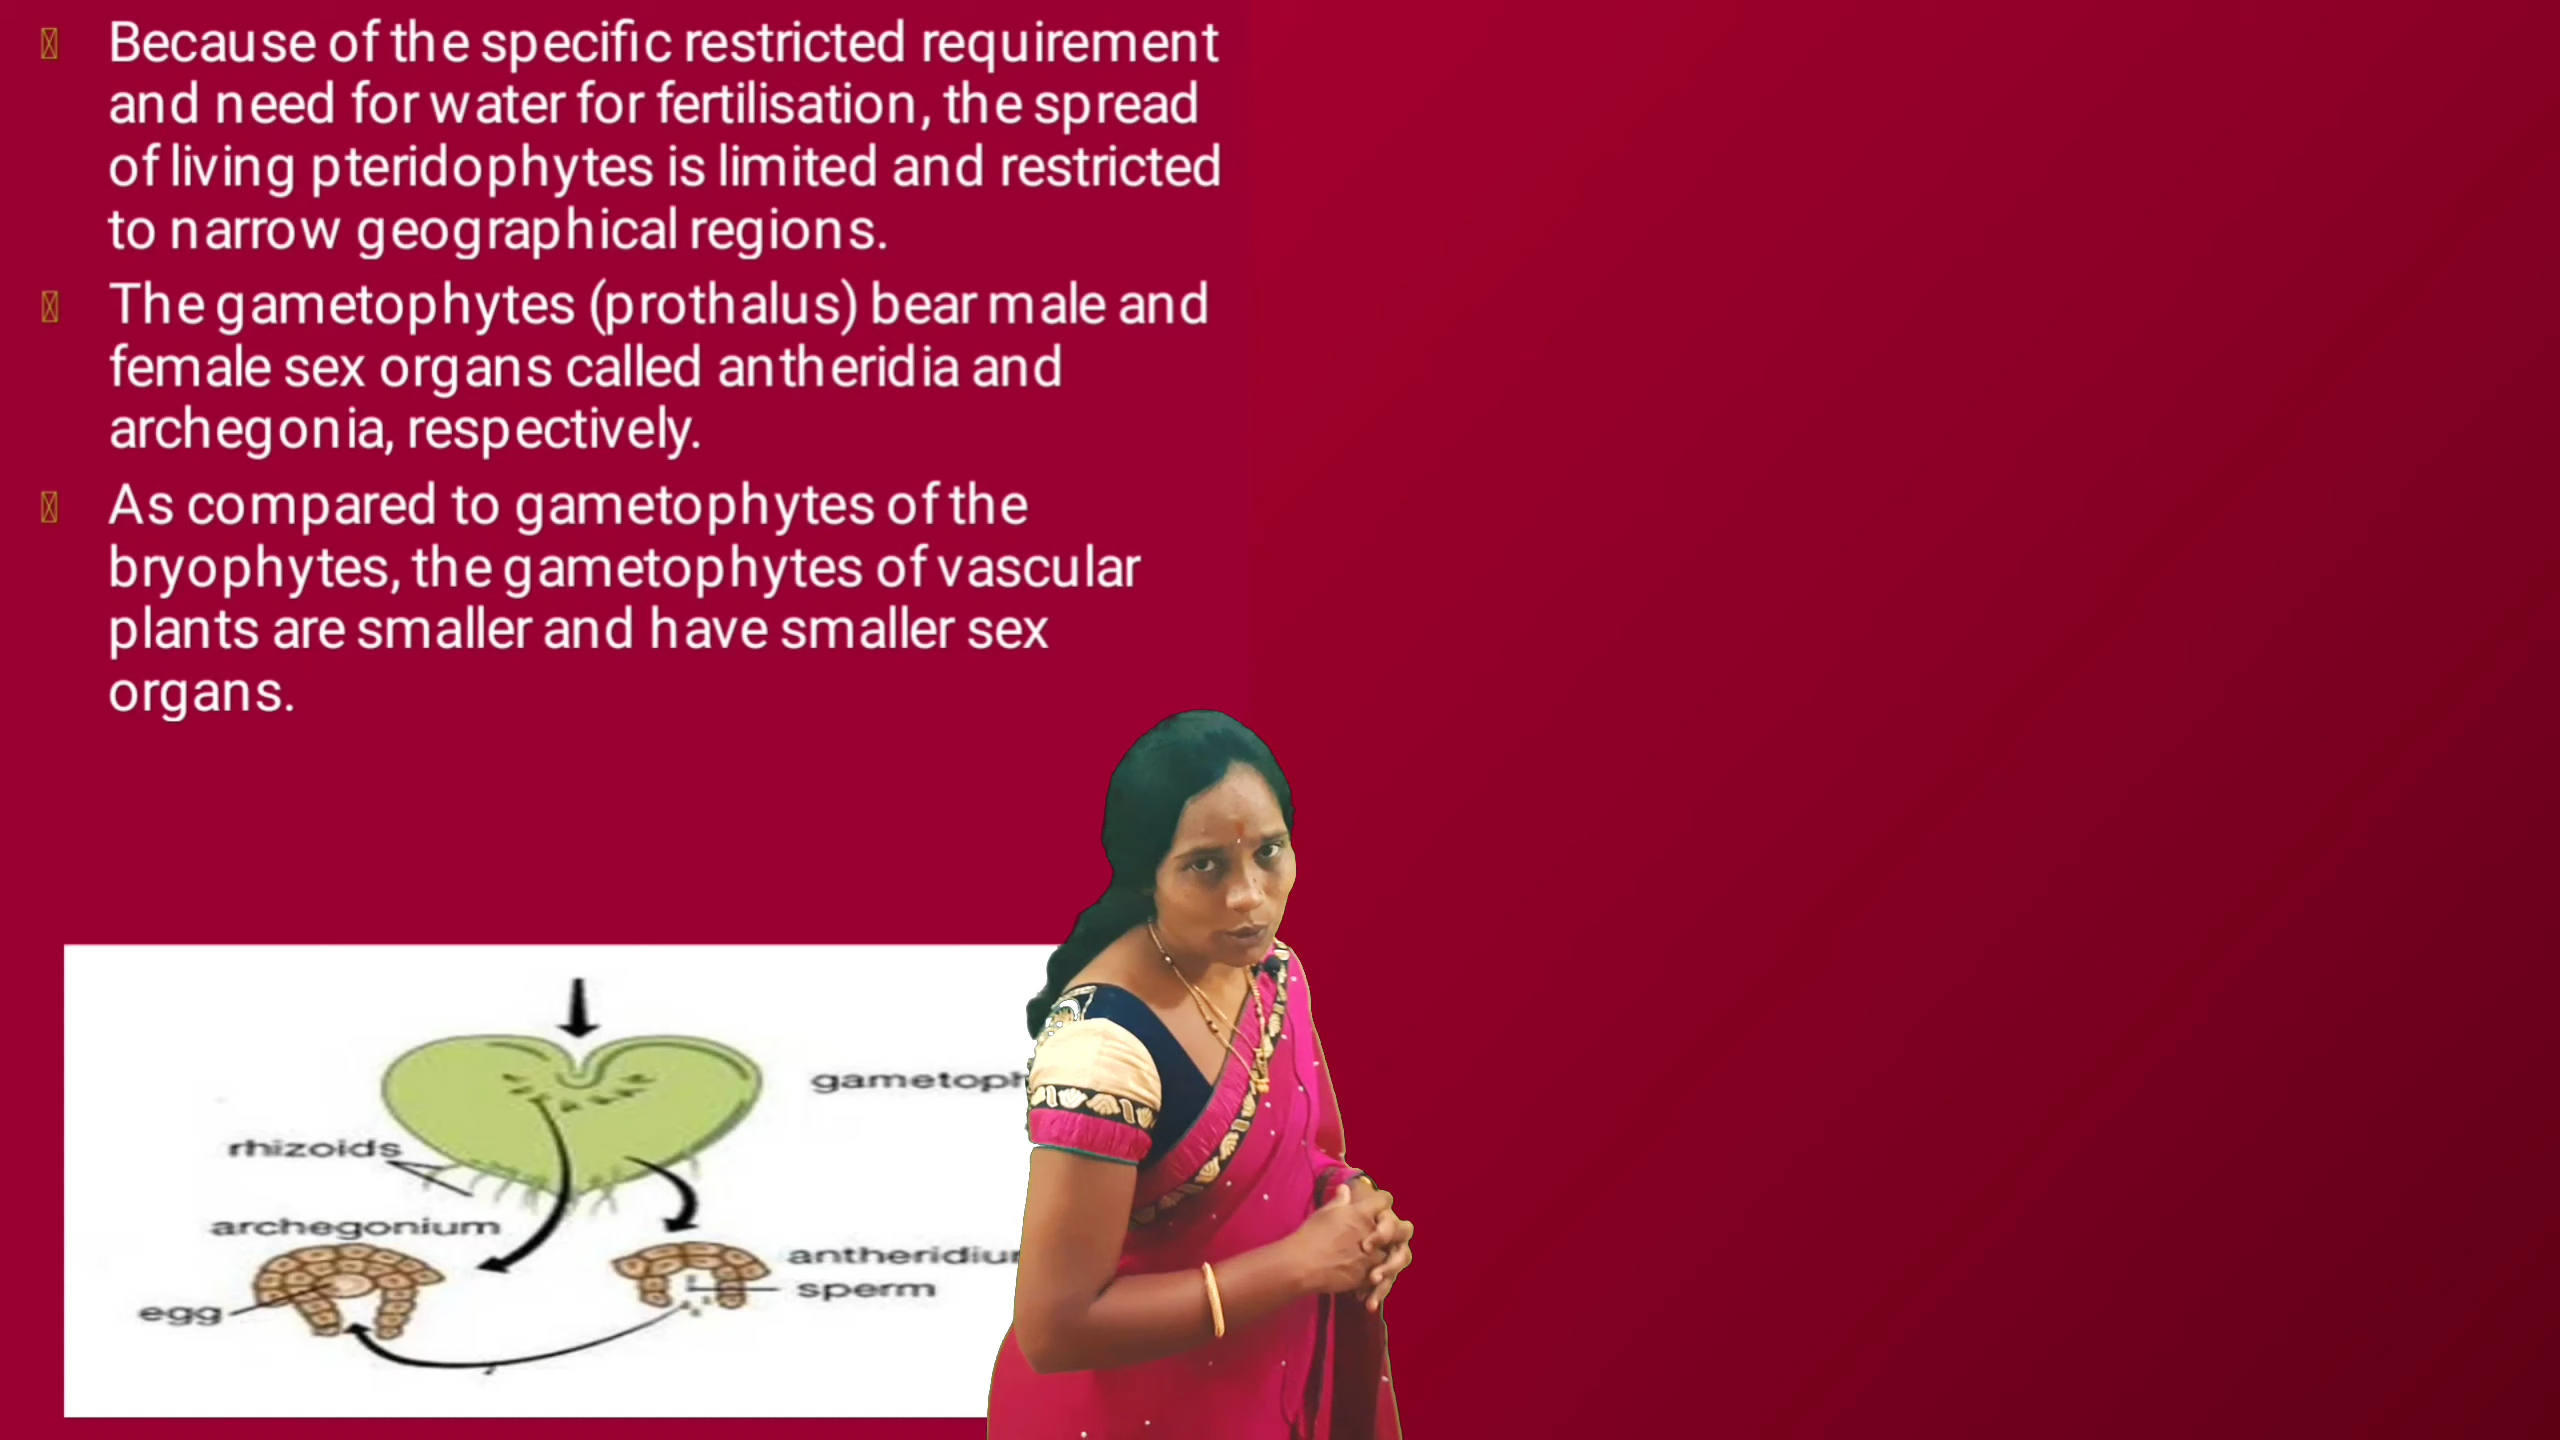 Because of the specific restricted requirement
and need for water for fertilisation, the spread
of living pteridophytes is limited and restricted
to narrow geographical regions.
The gametophytes (prothalus) bear male and
female sex organs called antheridia and
archegonia, respectively.
As compared to gametophytes of the
bryophytes, the gametophytes of vascular
plants are smaller and have smaller sex
organs.
gametoph
rhizoids
archegonium
antheridiu
sperm
egg